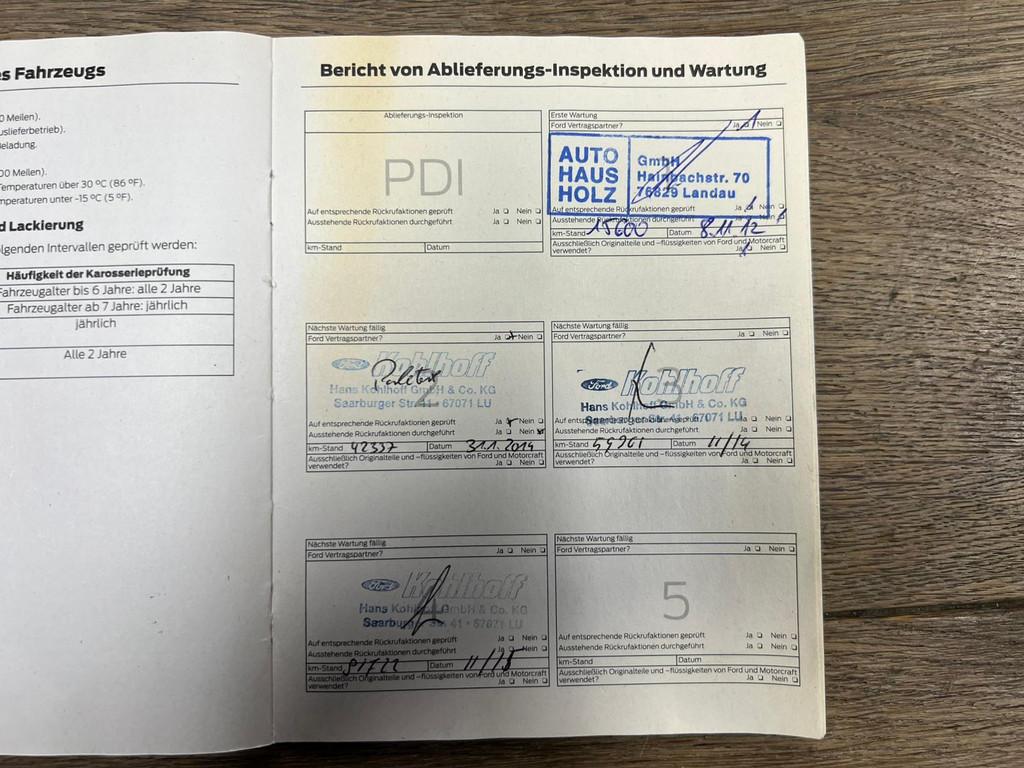 s Fahrzeugs
0 Meilen).
uslieferbetrieb).
eladung.
00 Meilen).
emperaturen über 30 ºC (86 ºF).
mperaturen unter -15 ºC (5 ºF).
d Lackierung
olgenden Intervallen geprüft werden:
Häufigkeit der Karosserieprüfung
Fahrzeugalter bis 6 Jahre: alle 2 Jahre
Fahrzeugalter ab 7 Jahre: jährlich
jährlich
Alle 2 Jahre
Bericht von Ablieferungs-Inspektion und Wartung
Ablieferungs-Inspektion
PDI
Auf entsprechende Rückrufaktionen geprüft Ja Nein
Ausstehende Rückrufaktionen durchgeführt Ja Nein
km-Stand Datum
Erste Wartung
Ford Vertragspartner? Ja Nein
AUTO HAUS HOLZ
GmbH
Hainbachstr. 70
76829 Landau
Auf entsprechende Rückrufaktionen geprüft Ja Nein
Ausstehende Rückrufaktionen durchgeführt
km-Stand 15600 Datum 8.11.12
Ausschließlich Originalteile und –flüssigkeiten von Ford und Motorcraft
Ja Nein
Nächste Wartung fällig
Ford Vertragspartner? Ja Nein
Ford Kohlhoff
2
Hans Kohlhoff GmbH & Co. KG
Saarburger Str. 41 · 67071 LU
Auf entsprechende Rückrufaktionen geprüft Ja Nein
Ausstehende Rückrufaktionen durchgeführt Ja Nein
km-Stand 42337 Datum 31.1.2014
Ausschließlich Originalteile und –flüssigkeiten von Ford und Motorcraft
verwendet? Ja Nein
Nächste Wartung fällig
Ford Vertragspartner? Ja Nein
Ford Kohlhoff
3
Hans Kohlhoff GmbH & Co. KG
Saarburger Str. 41 · 67071 LU
Auf entsprechende Rückrufaktionen geprüft Ja Nein
Ausstehende Rückrufaktionen durchgeführt Ja Nein
km-Stand 59261 Datum 11/14
Ausschließlich Originalteile und –flüssigkeiten von Ford und Motorcraft
verwendet? Ja Nein
Nächste Wartung fällig
Ford Vertragspartner? Ja Nein
Ford Kohlhoff
4
Hans Kohlhoff GmbH & Co. KG
Saarburger Str. 41 · 67071 LU
Auf entsprechende Rückrufaktionen geprüft Ja Nein
Ausstehende Rückrufaktionen durchgeführt Ja Nein
km-Stand Datum 11/15
Ausschließlich Originalteile und –flüssigkeiten von Ford und Motorcraft
verwendet? Ja Nein
Nächste Wartung fällig
Ford Vertragspartner? Ja Nein
5
Auf entsprechende Rückrufaktionen geprüft Ja Nein
Ausstehende Rückrufaktionen durchgeführt Ja Nein
km-Stand Datum
Ausschließlich Originalteile und –flüssigkeiten von Ford und Motorcraft
verwendet? Ja Nein